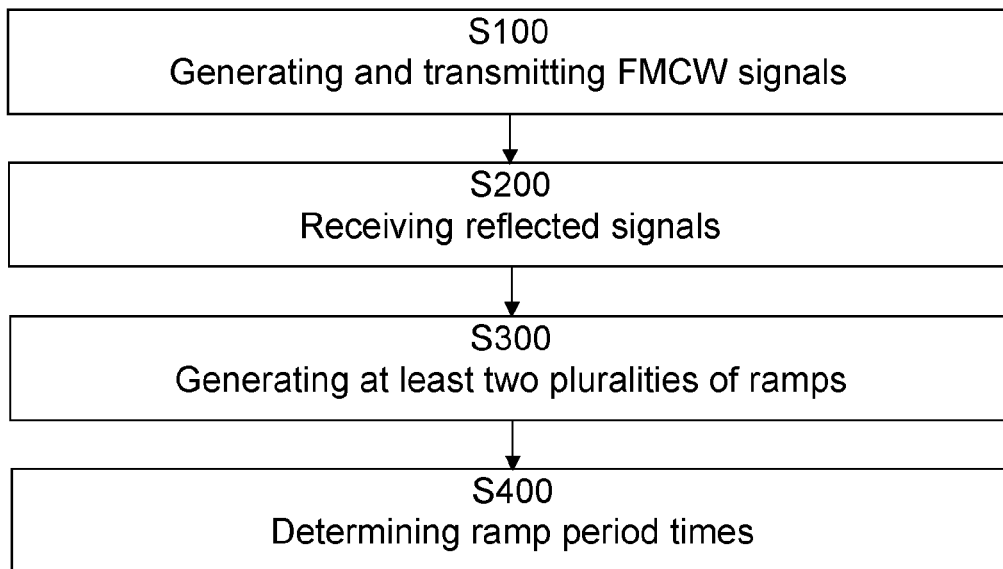 S100
Generating and transmitting FMCW signals
S200
Receiving reflected signals
S300
Generating at least two pluralities of ramps
S400
Determining ramp period times